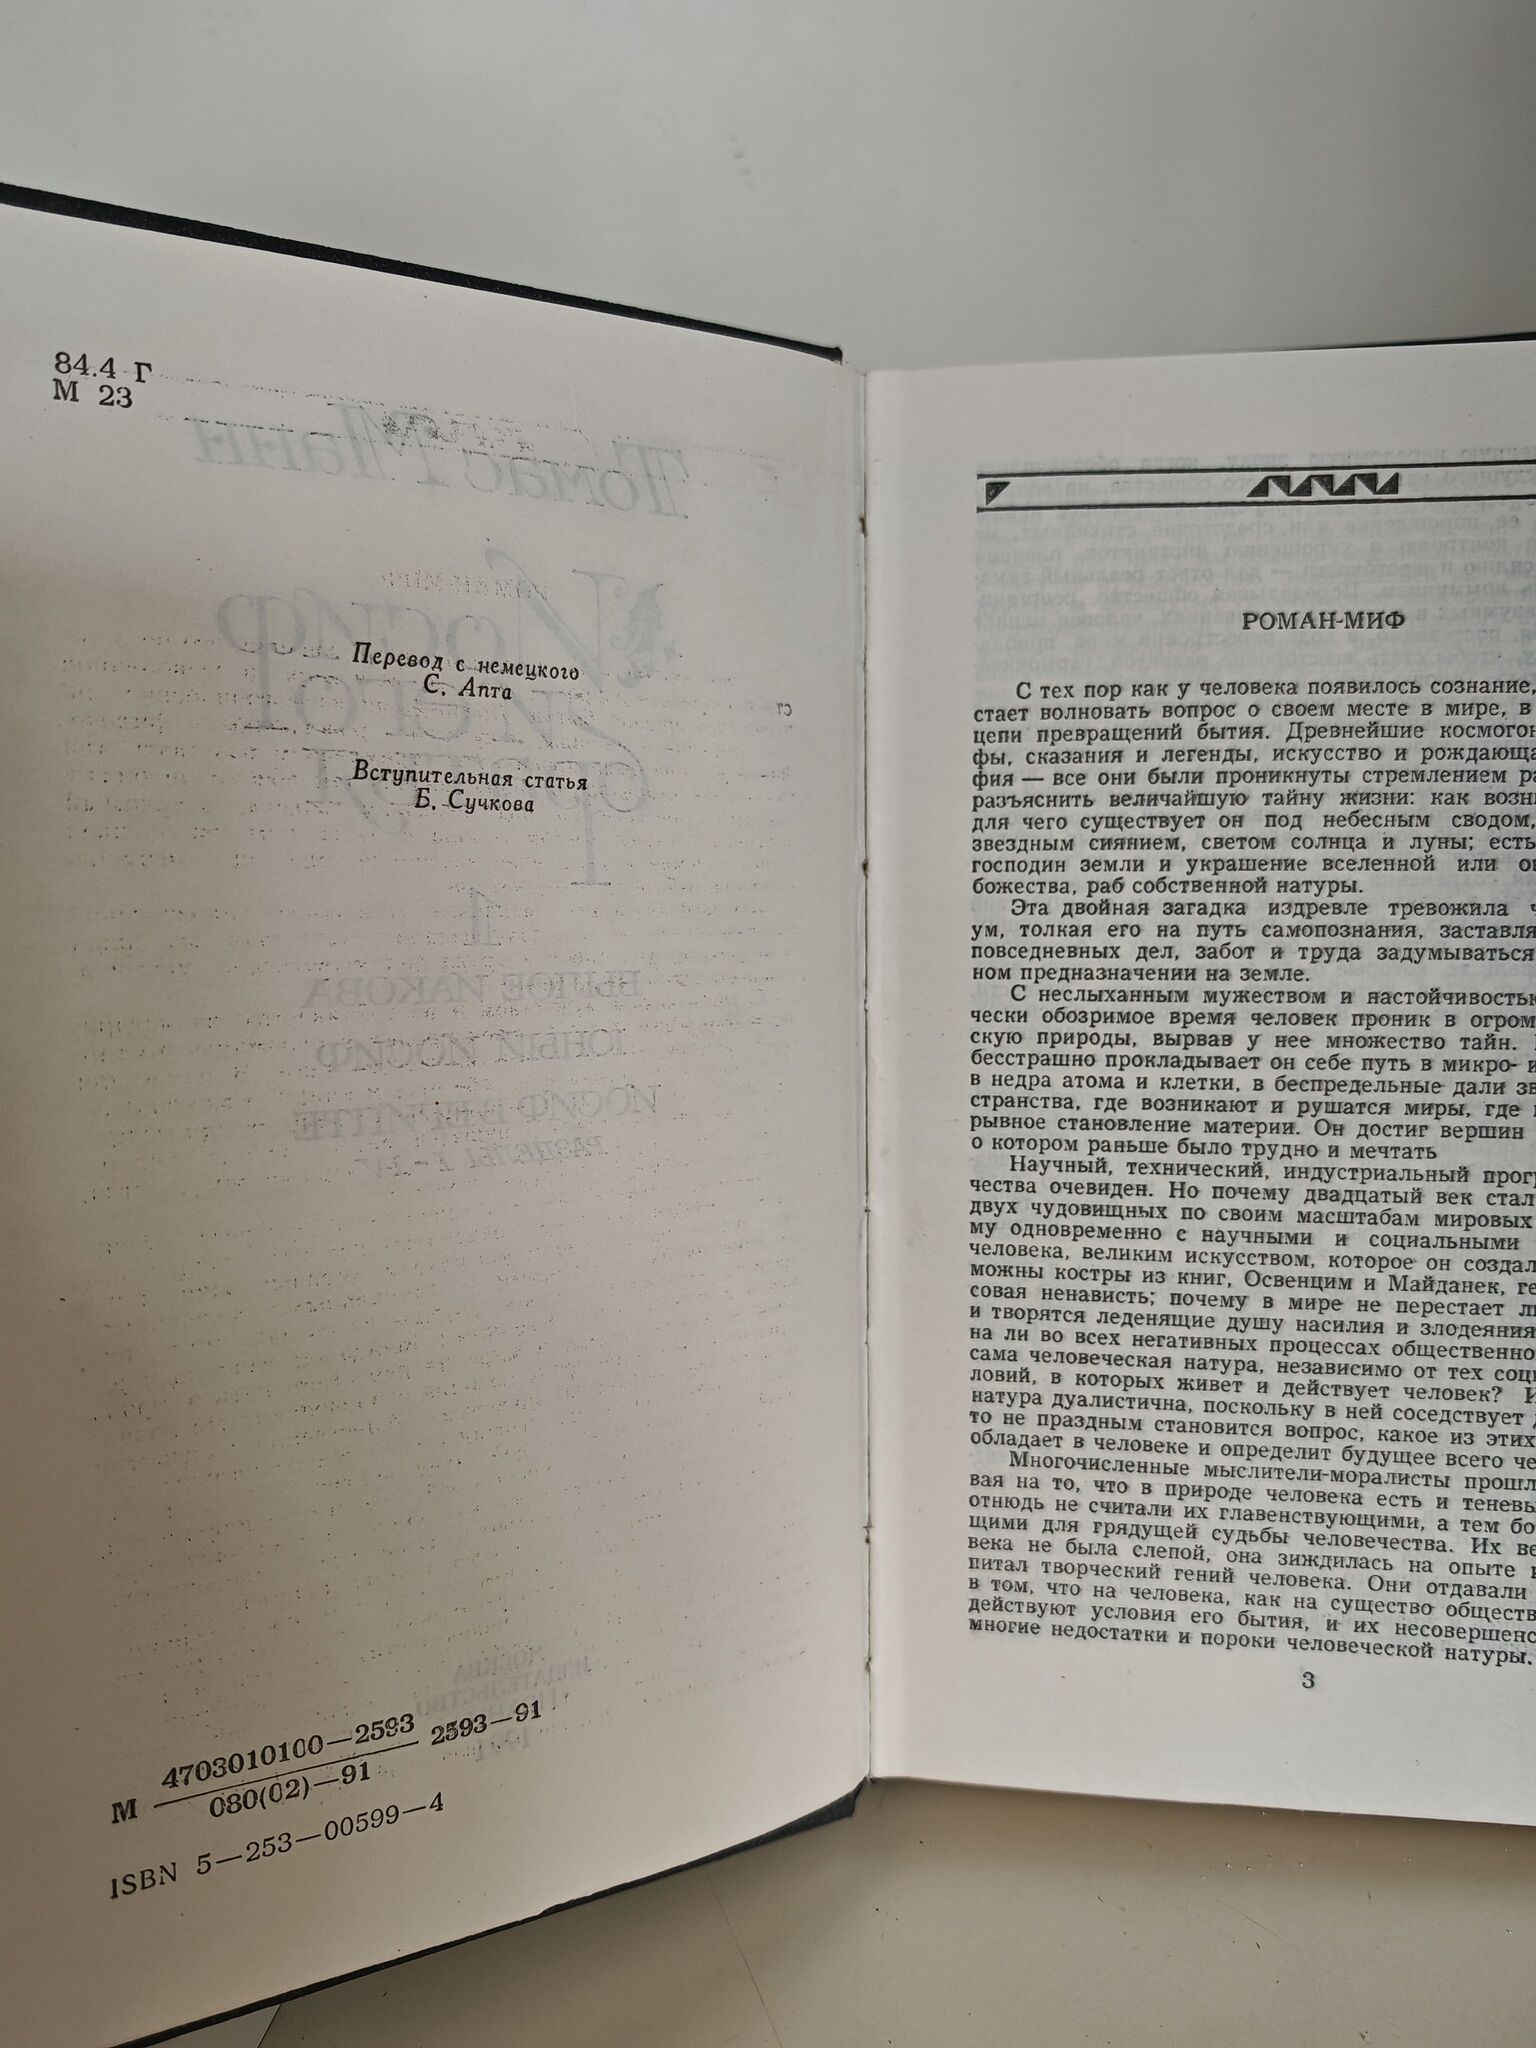 84.4 Г
М 23
Перевод с немецкого
С. Апта
Вступительная статья
Б. Сучкова
М 4703010100—2593 2593—91
080(02)—91
ISBN 5—253—00599—4
РОМАН-МИФ
С тех пор как у человека появилось сознание,
стает волновать вопрос о своем месте в мире, в
цепи превращений бытия. Древнейшие космогон
фы, сказания и легенды, искусство и рождающа
фия — все они были проникнуты стремлением ра
разъяснить величайшую тайну жизни: как возни
для чего существует он под небесным сводом,
звездным сиянием, светом солнца и луны; есть
господин земли и украшение вселенной или он
божества, раб собственной натуры.
Эта двойная загадка издревле тревожила ч
ум, толкая его на путь самопознания, заставля
повседневных дел, забот и труда задумываться
ном предназначении на земле.
С неслыханным мужеством и настойчивостью
чески обозримое время человек проник в огром
скую природы, вырвав у нее множество тайн.
бесстрашно прокладывает он себе путь в микро- и
в недра атома и клетки, в беспредельные дали зв
странства, где возникают и рушатся миры, где
рывное становление материи. Он достиг вершин
о котором раньше было трудно и мечтать
Научный, технический, индустриальный прогр
чества очевиден. Но почему двадцатый век стал
двух чудовищных по своим масштабам мировых
му одновременно с научными и социальными
человека, великим искусством, которое он создал
можны костры из книг, Освенцим и Майданек, ге
совая ненависть; почему в мире не перестает ли
и творятся леденящие душу насилия и злодеяния
на ли во всех негативных процессах общественно
сама человеческая натура, независимо от тех соци
ловий, в которых живет и действует человек? И
натура дуалистична, поскольку в ней соседствует д
то не праздным становится вопрос, какое из этих
обладает в человеке и определит будущее всего че
Многочисленные мыслители-моралисты прошл
вая на то, что в природе человека есть и теневы
отнюдь не считали их главенствующими, а тем бо
щими для грядущей судьбы человечества. Их ве
века не была слепой, она зиждилась на опыте и
питал творческий гений человека. Они отдавали
в том, что на человека, как на существо обществ
действуют условия его бытия, и их несовершенс
многие недостатки и пороки человеческой натуры.
3